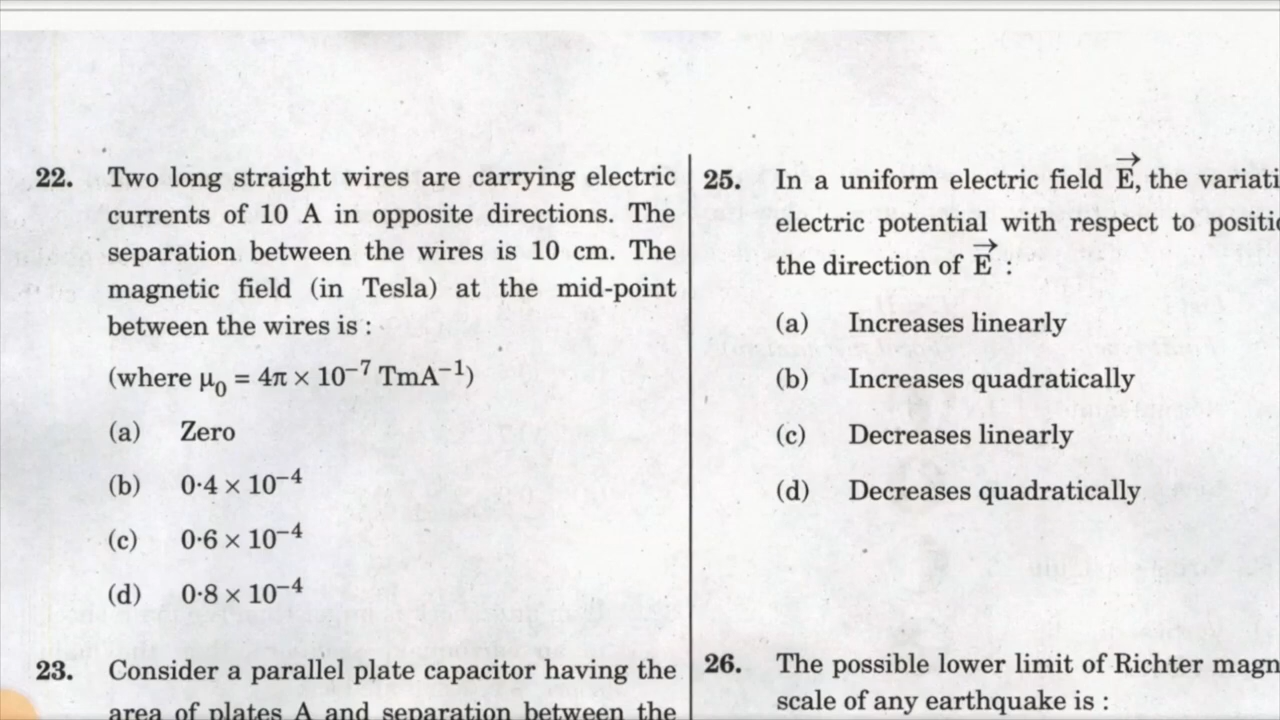 22. Two long straight wires are carrying electric
currents of 10 A in opposite directions. The
separation between the wires is 10 cm. The
magnetic field (in Tesla) at the mid-point
between the wires is :
(where μ₀ = 4π × 10⁻⁷ TmA⁻¹)
(a) Zero
(b) 0·4 × 10⁻⁴
(c) 0·6 × 10⁻⁴
(d) 0·8 × 10⁻⁴
23. Consider a parallel plate capacitor having the
area of plates A and separation between the
25. In a uniform electric field E⃗, the variati
electric potential with respect to positi
the direction of E⃗ :
(a) Increases linearly
(b) Increases quadratically
(c) Decreases linearly
(d) Decreases quadratically
26. The possible lower limit of Richter magn
scale of any earthquake is :